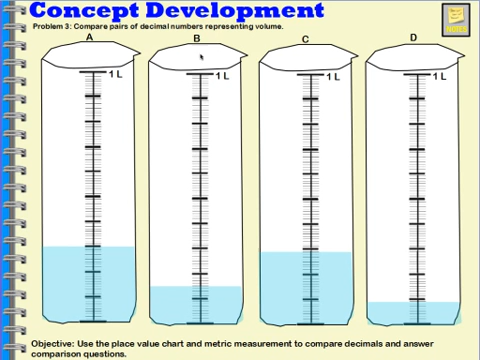 Concept Development
Problem 3: Compare pairs of decimal numbers representing volume.
A B C D
1 L 1 L 1 L 1 L
Objective: Use the place value chart and metric measurement to compare decimals and answer
comparison questions.